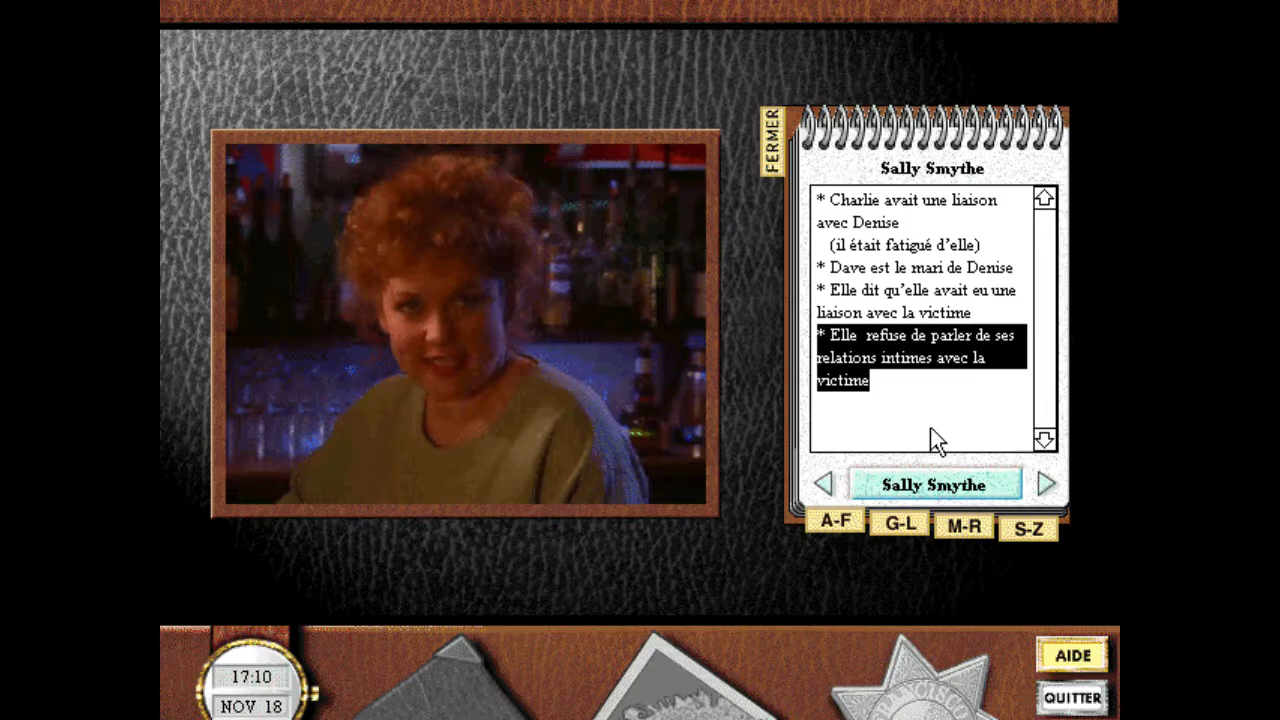 FERMER
Sally Smythe
* Charlie avait une liaison
avec Denise
(il était fatigué d'elle)
* Dave est le mari de Denise
* Elle dit qu'elle avait eu une
liaison avec la victime
* Elle refuse de parler de ses
relations intimes avec la
victime
Sally Smythe
A-F G-L M-R S-Z
17:10
NOV 18
AIDE
QUITTER